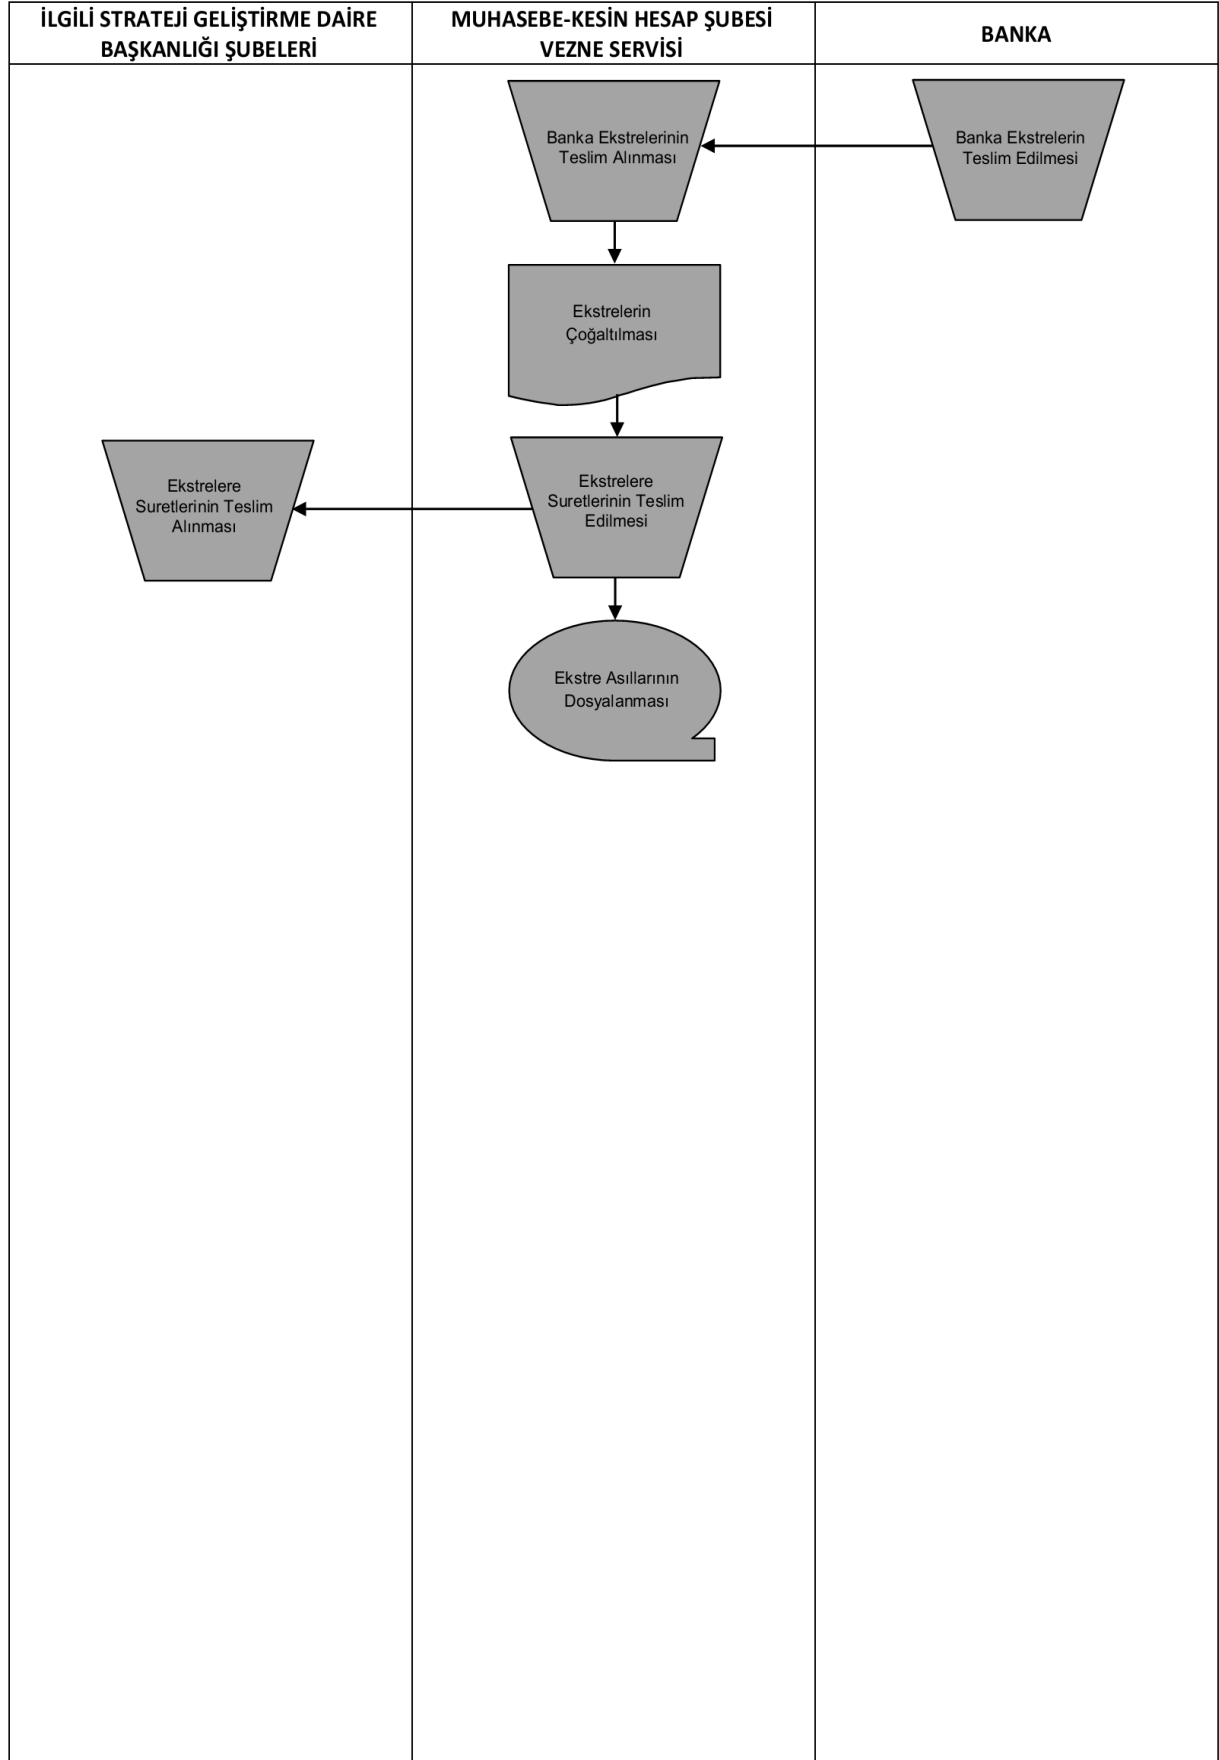 İLGİLİ STRATEJİ GELİŞTİRME DAİRE
BAŞKANLIĞI ŞUBELERİ
MUHASEBE-KESİN HESAP ŞUBESİ
VEZNE SERVİSİ
BANKA
Banka Ekstrelerinin
Teslim Alınması
Banka Ekstrelerin
Teslim Edilmesi
Ekstrelerin
Çoğaltılması
Ekstrelere
Suretlerinin Teslim
Alınması
Ekstrelere
Suretlerinin Teslim
Edilmesi
Ekstre Asıllarının
Dosyalanması